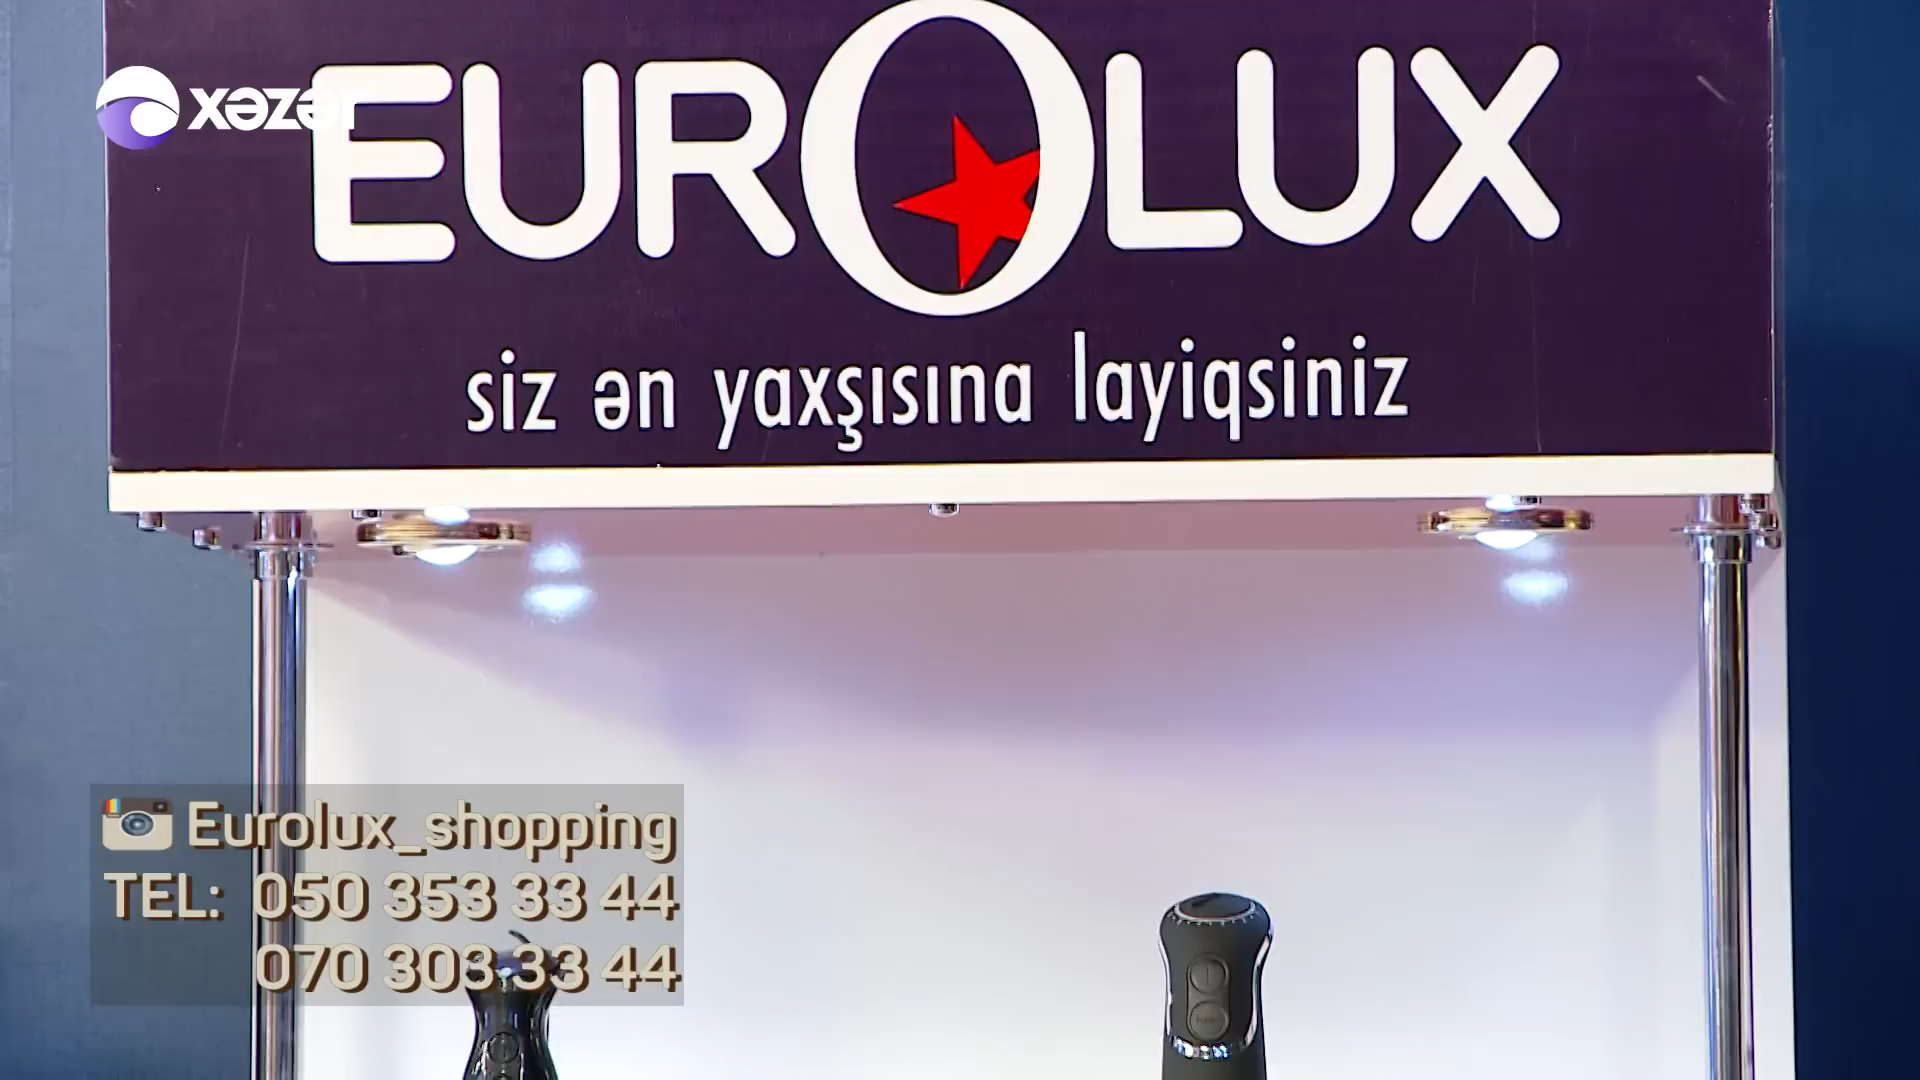 xəzər
EUROLUX
siz ən yaxşısına layiqsiniz
Eurolux_shopping
TEL: 050 353 33 44
070 303 33 44